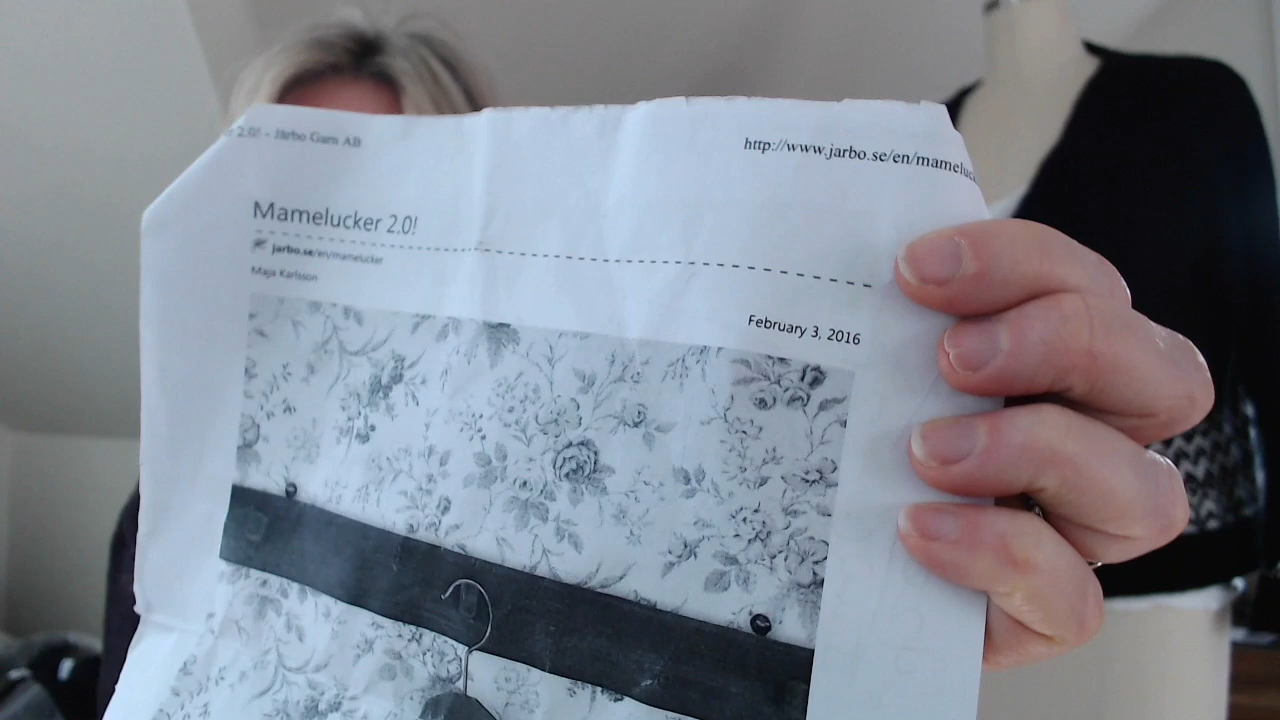 2.0! - Järbo Garn AB
http://www.jarbo.se/en/mameluc
Mamelucker 2.0!
jarbo.se/en/mamelucker
Maja Karlsson
February 3, 2016